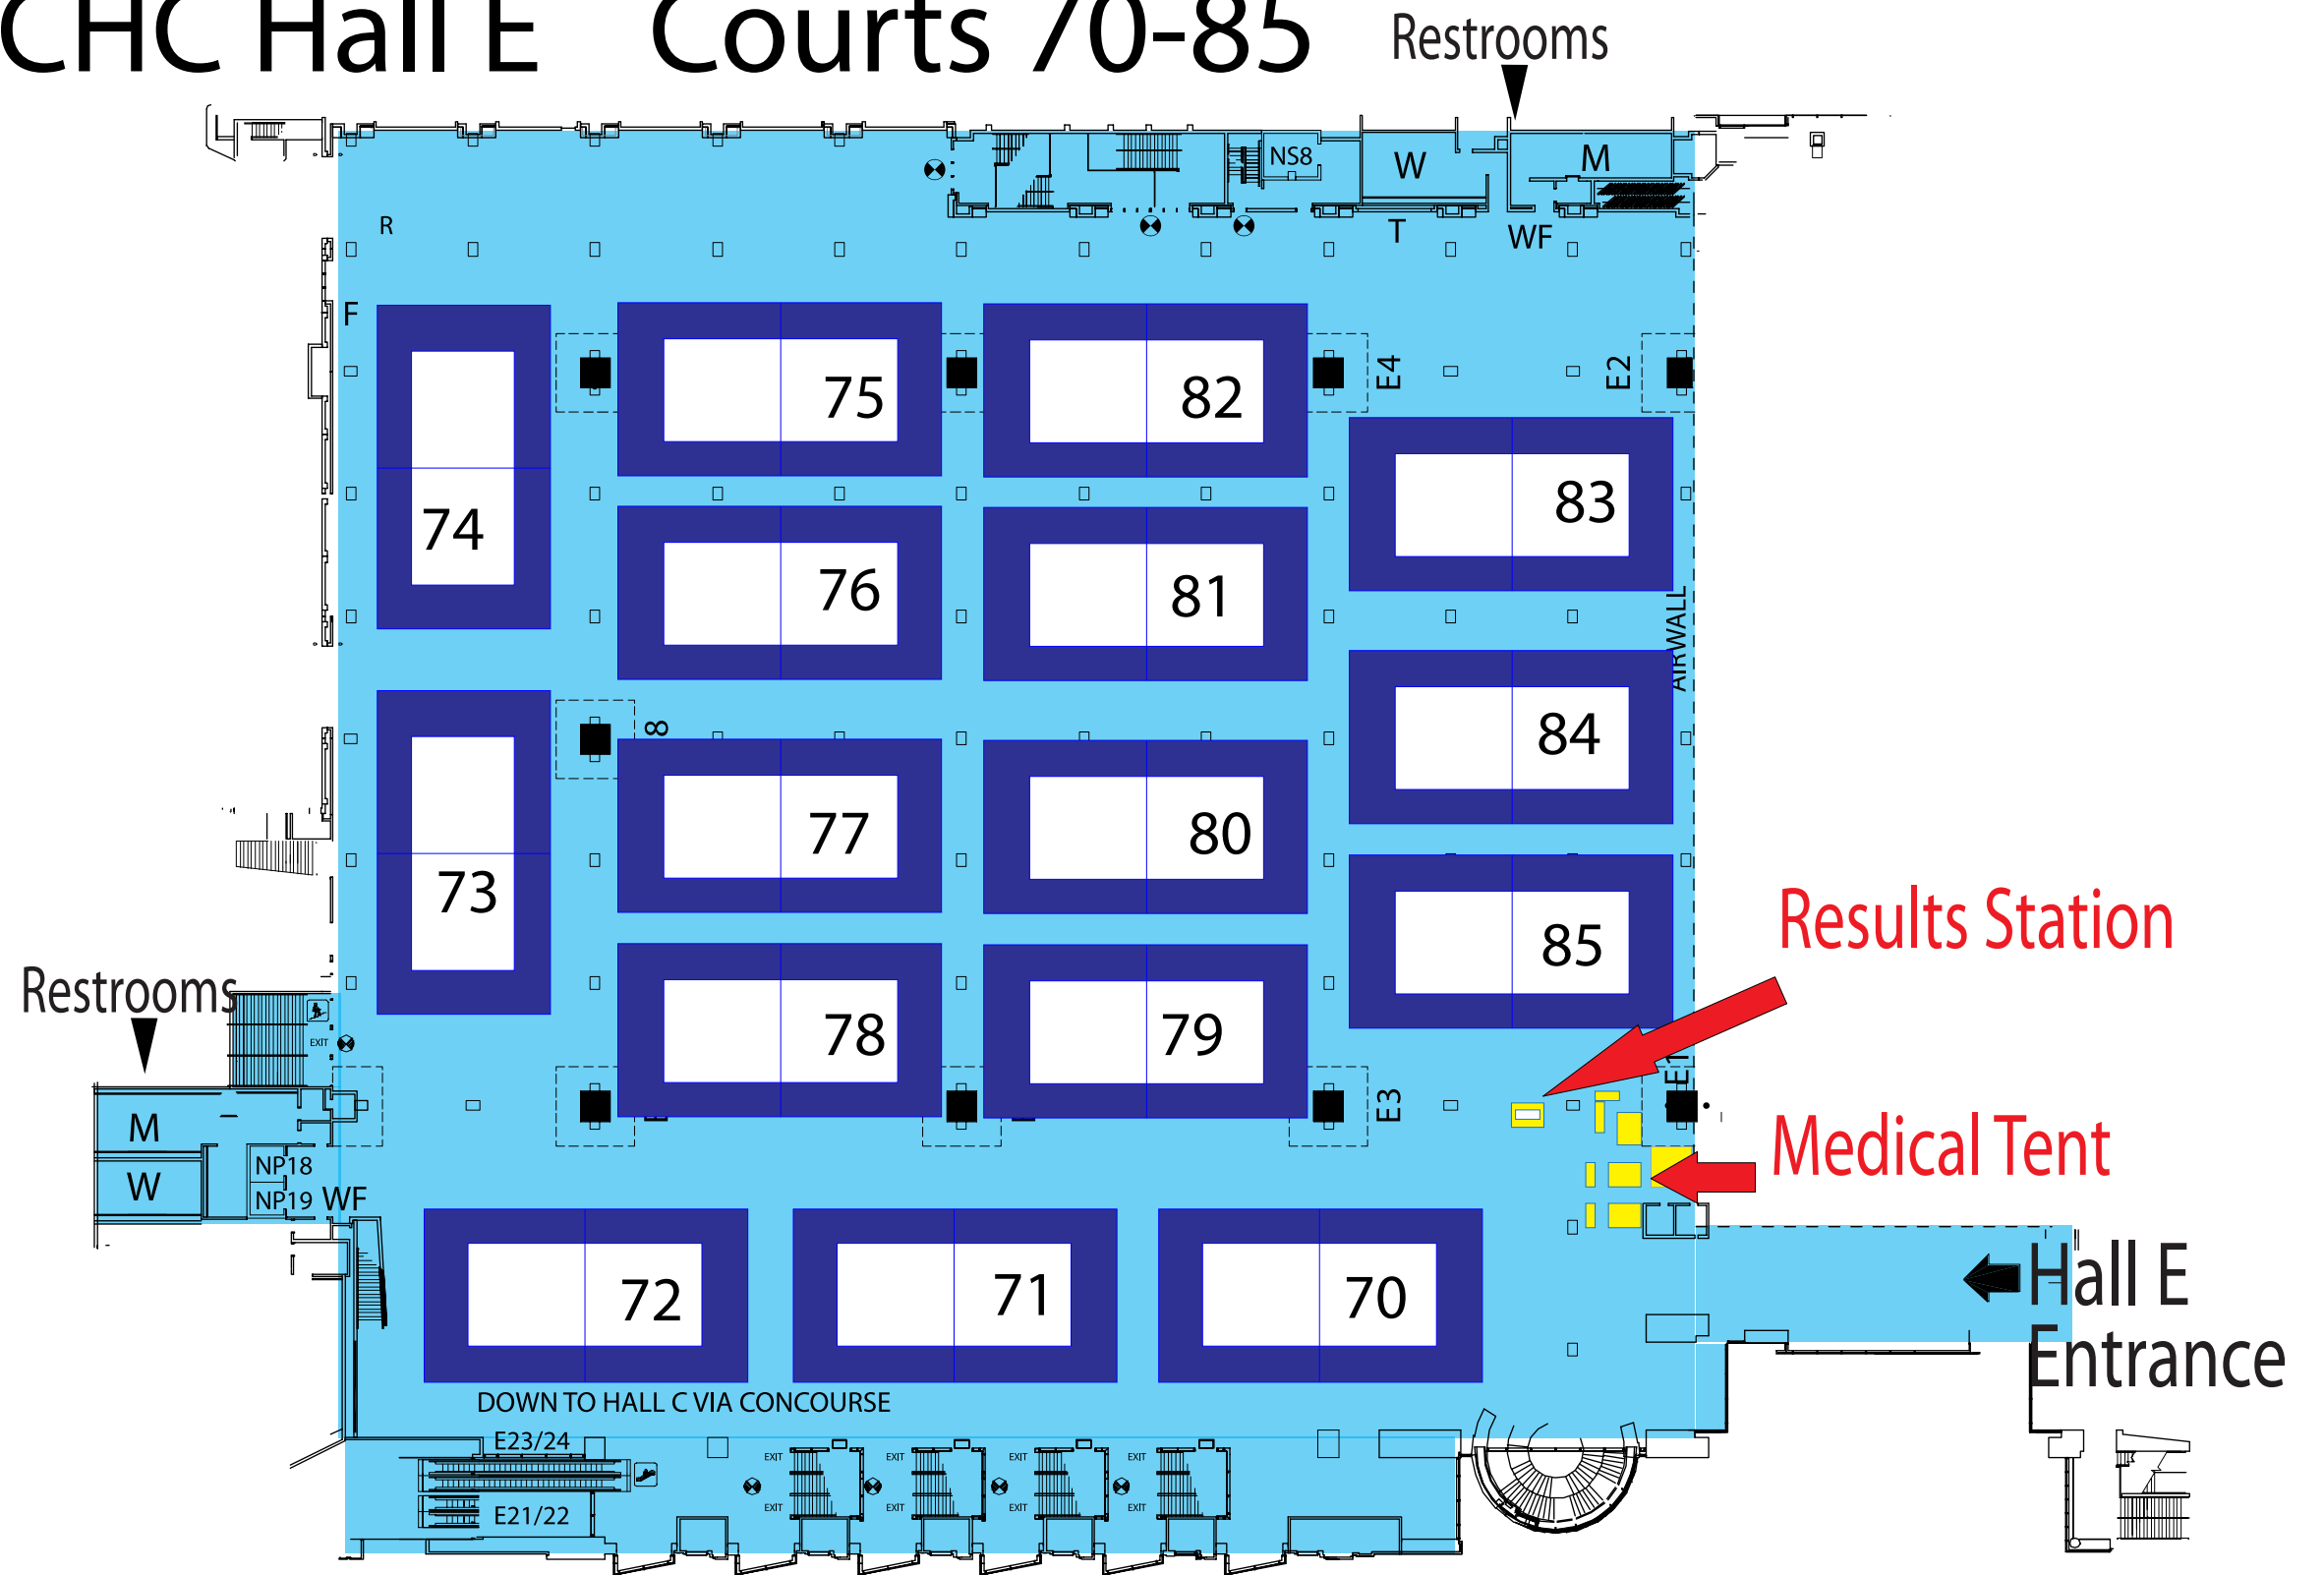 CHC Hall E Courts 70-85
Restrooms
NS8
W
M
R
T
WF
F
75
82
E4
E2
74
83
76
81
AIRWALL
8
84
77
80
73
85
Results Station
Restrooms
78
79
EXIT
E1
E3
M
Medical Tent
NP18
W
NP19
WF
72
71
70
Hall E
Entrance
DOWN TO HALL C VIA CONCOURSE
E23/24
EXIT
EXIT
EXIT
EXIT
E21/22
EXIT
EXIT
EXIT
EXIT